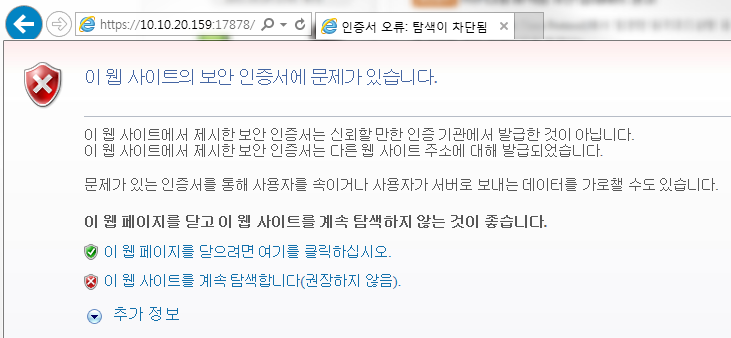 https://10.10.20.159:17878/
인증서 오류: 탐색이 차단됨
이 웹 사이트의 보안 인증서에 문제가 있습니다.
이 웹 사이트에서 제시한 보안 인증서는 신뢰할 만한 인증 기관에서 발급한 것이 아닙니다.
이 웹 사이트에서 제시한 보안 인증서는 다른 웹 사이트 주소에 대해 발급되었습니다.
문제가 있는 인증서를 통해 사용자를 속이거나 사용자가 서버로 보내는 데이터를 가로챌 수도 있습니다.
이 웹 페이지를 닫고 이 웹 사이트를 계속 탐색하지 않는 것이 좋습니다.
이 웹 페이지를 닫으려면 여기를 클릭하십시오.
이 웹 사이트를 계속 탐색합니다(권장하지 않음).
추가 정보